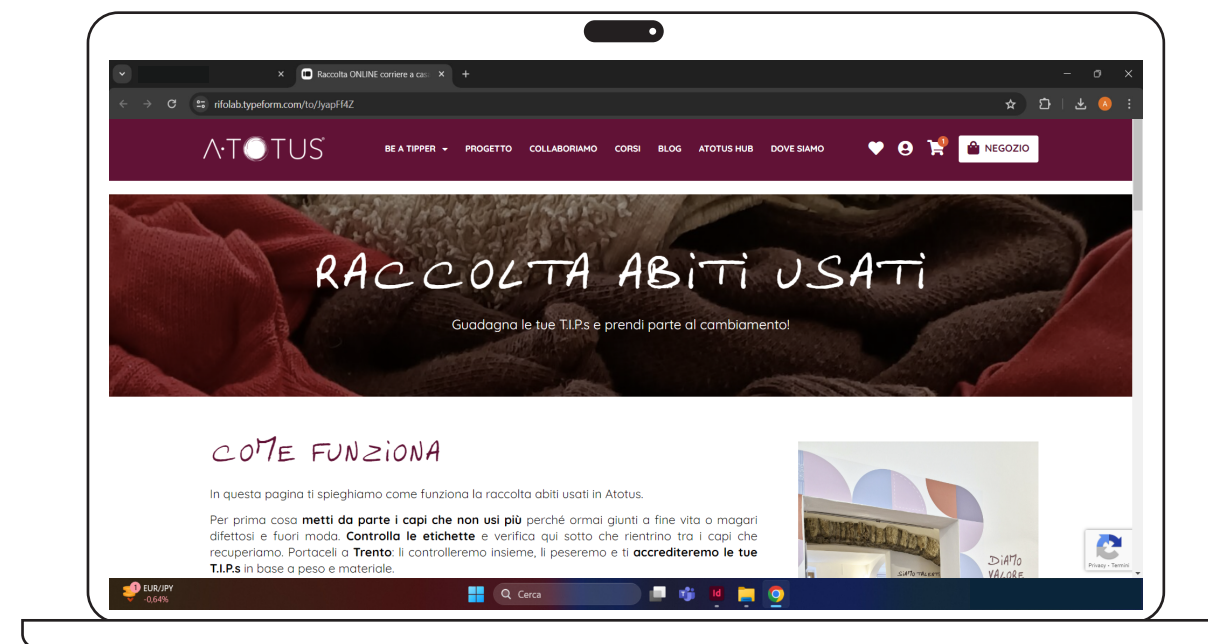 Raccolta ONLINE corriere a cas
rifolab.typeform.com/to/JyapFf4Z
A
A·TOTUS
BE A TIPPER PROGETTO COLLABORIAMO CORSI BLOG ATOTUS HUB DOVE SIAMO
1
NEGOZIO
RACCOLTA ABITI USATI
Guadagna le tue T.I.P.s e prendi parte al cambiamento!
COME FUNZIONA
In questa pagina ti spieghiamo come funziona la raccolta abiti usati in Atotus.
Per prima cosa metti da parte i capi che non usi più perché ormai giunti a fine vita o magari
difettosi e fuori moda. Controlla le etichette e verifica qui sotto che rientrino tra i capi che
recuperiamo. Portaceli a Trento: li controlleremo insieme, li peseremo e ti accrediteremo le tue
T.I.P.s in base a peso e materiale.
SIAMO TALENT
DIAMO
VALORE
Privacy - Termini
1
EUR/JPY
-0,64%
Cerca
Id